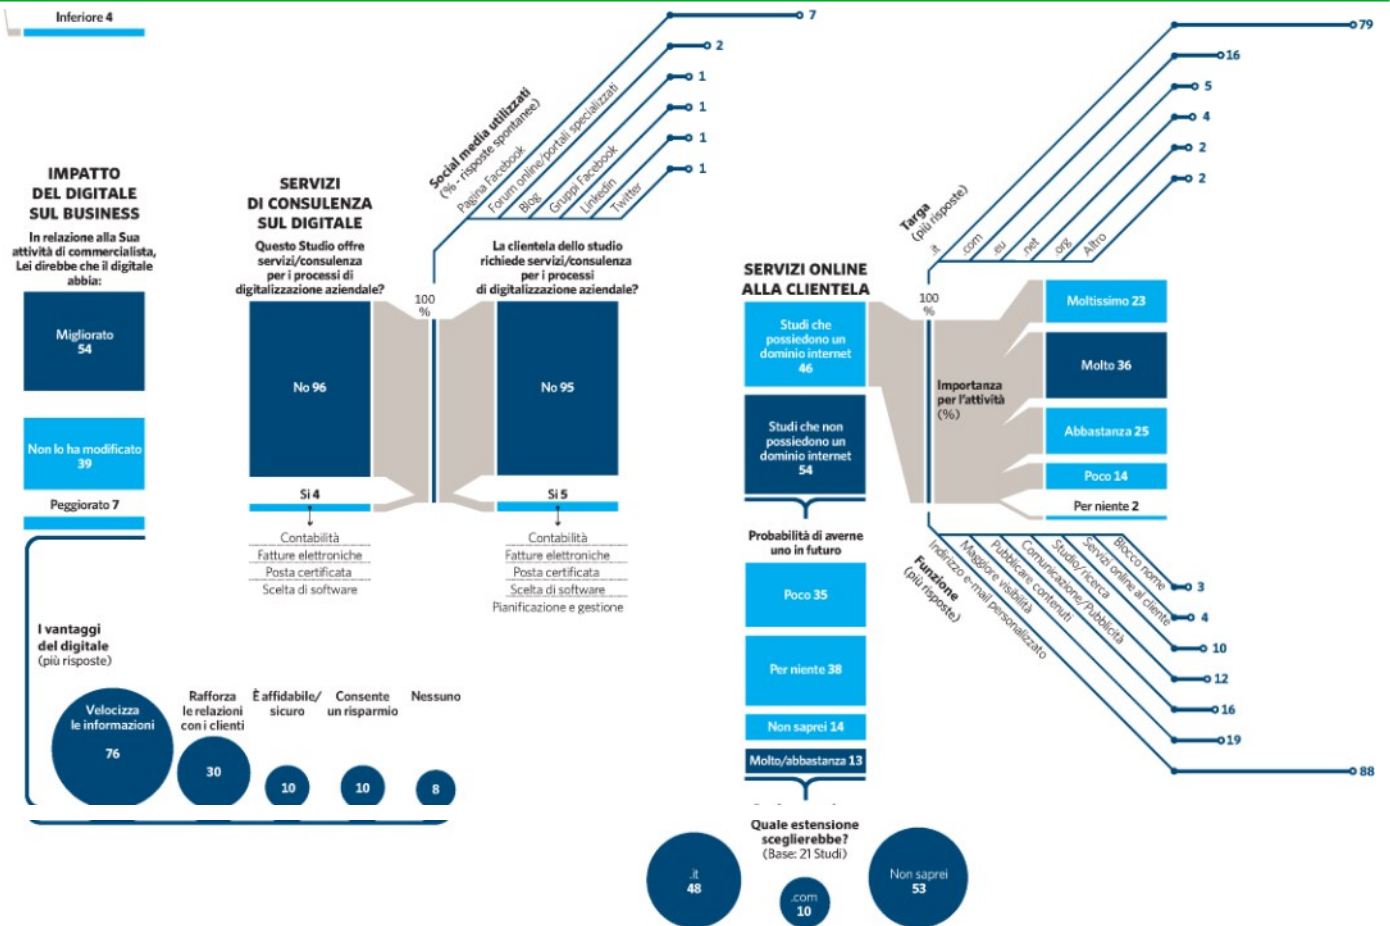 Inferiore 4
IMPATTO
DEL DIGITALE
SUL BUSINESS
In relazione alla Sua
attività di commercialista,
Lei direbbe che il digitale
abbia:
Migliorato
54
Non lo ha modificato
39
Peggiorato 7
I vantaggi
del digitale
(più risposte)
Velocizza
le informazioni
76
Rafforza
le relazioni
con i clienti
30
È affidabile/
sicuro
10
Consente
un risparmio
10
Nessuno
8
SERVIZI
DI CONSULENZA
SUL DIGITALE
Questo Studio offre
servizi/consulenza
per i processi di
digitalizzazione aziendale?
No 96
Si 4
Contabilità
Fatture elettroniche
Posta certificata
Scelta di software
100
%
La clientela dello studio
richiede servizi/consulenza
per i processi
di digitalizzazione aziendale?
No 95
Si 5
Contabilità
Fatture elettroniche
Posta certificata
Scelta di software
Pianificazione e gestione
Social media utilizzati
(% - risposte spontanee)
Pagina Facebook
7
Forum online/portali specializzati
2
Blog
1
Gruppi Facebook
1
Linkedin
1
Twitter
1
SERVIZI ONLINE
ALLA CLIENTELA
Studi che
possiedono un
dominio internet
46
Studi che non
possiedono un
dominio internet
54
Probabilità di averne
uno in futuro
Poco 35
Per niente 38
Non saprei 14
Molto/abbastanza 13
Quale estensione
sceglierebbe?
(Base: 21 Studi)
.it
48
.com
10
Non saprei
53
Targa
(più risposte)
.it
79
.com
16
.eu
5
.net
4
.org
2
Altro
2
100
%
Importanza
per l'attività
(%)
Moltissimo 23
Molto 36
Abbastanza 25
Poco 14
Per niente 2
Funzione
(più risposte)
Indirizzo e-mail personalizzato
88
Maggiore visibilità
19
Pubblicare contenuti
16
Comunicazione/Pubblicità
12
Studio/ricerca
10
Servizi online al cliente
4
Blocco nome
3